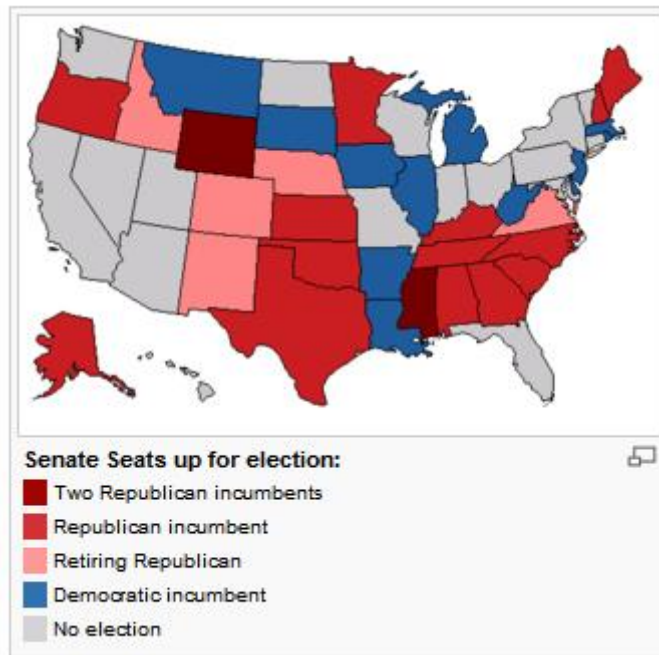 Senate Seats up for election:
Two Republican incumbents
Republican incumbent
Retiring Republican
Democratic incumbent
No election